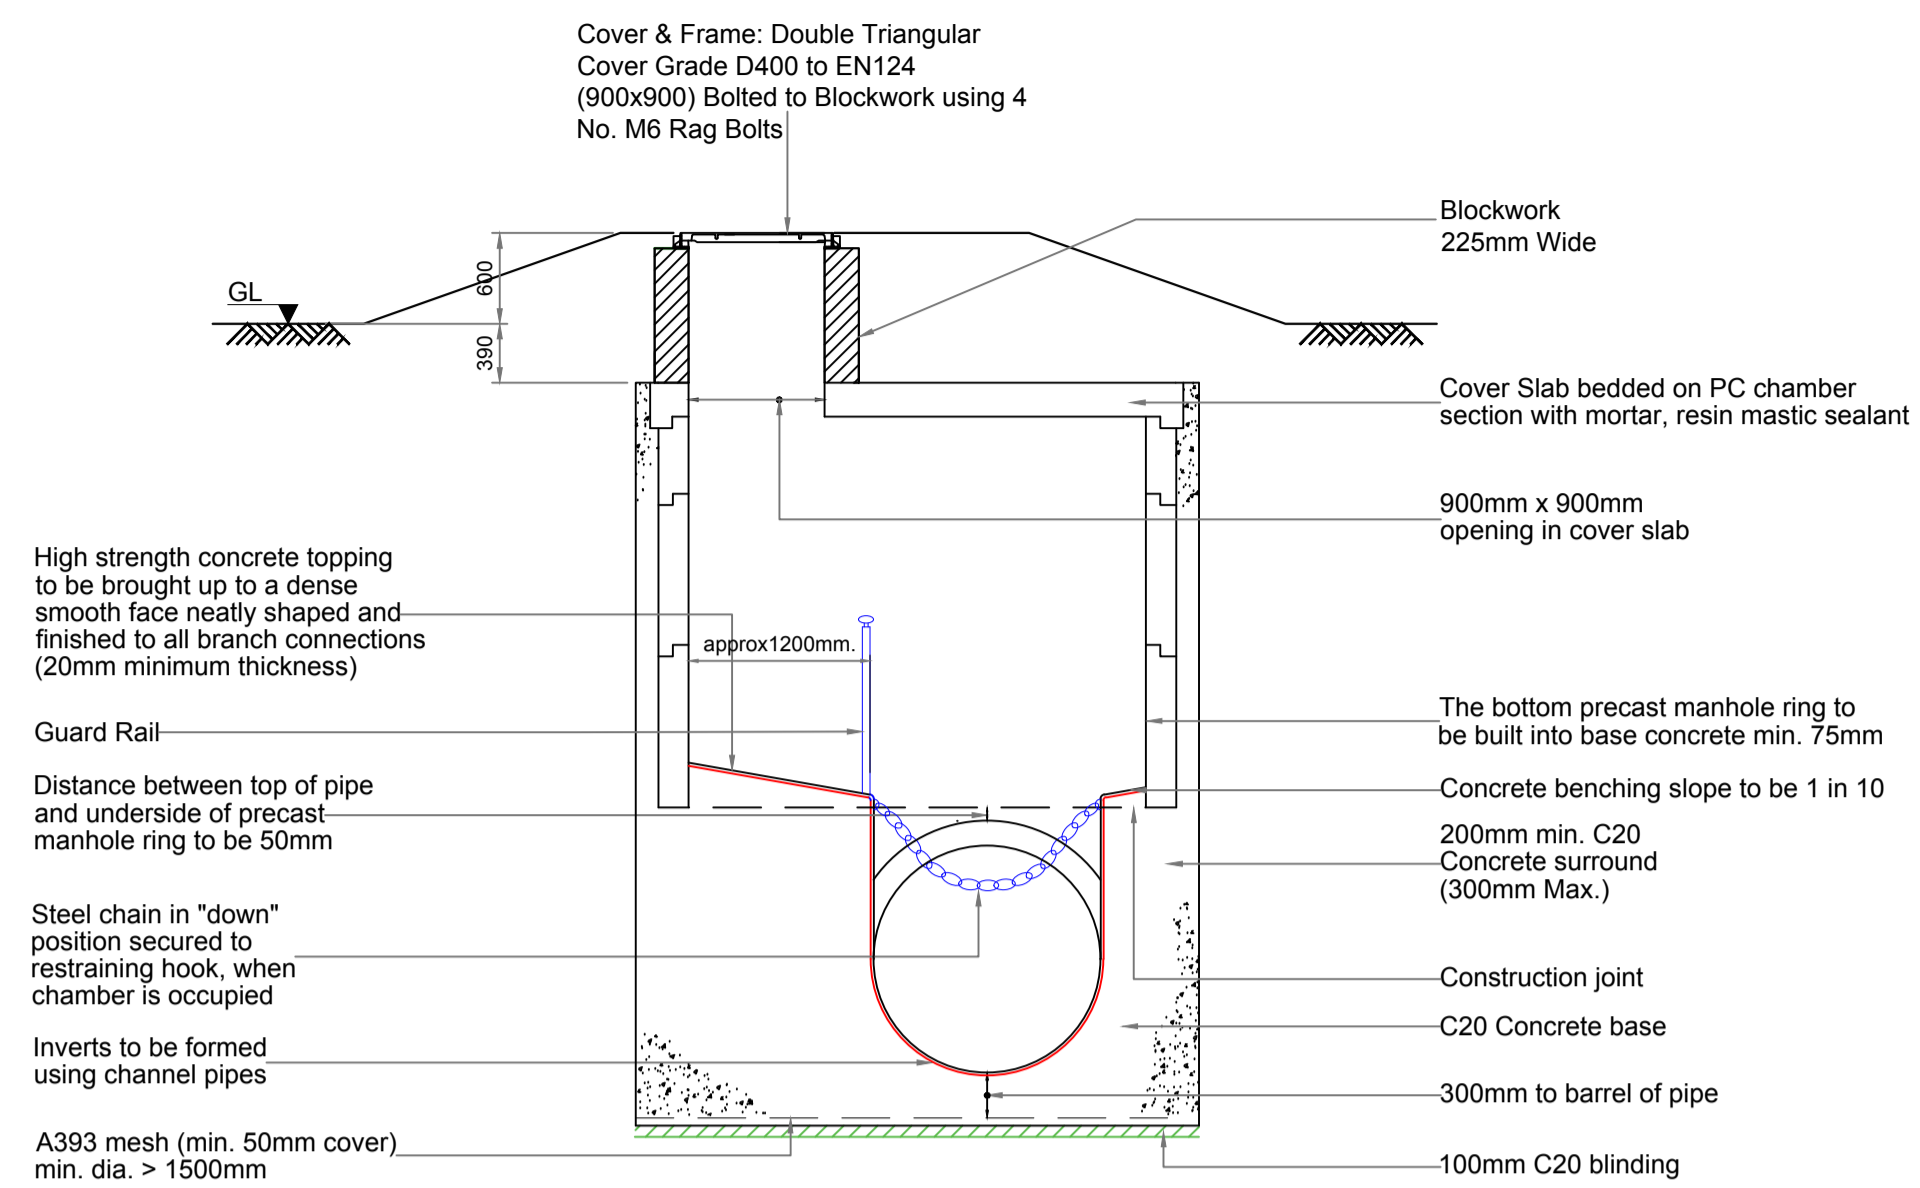 Cover & Frame: Double Triangular
Cover Grade D400 to EN124
(900x900) Bolted to Blockwork using 4
No. M6 Rag Bolts
Blockwork
225mm Wide
GL
600
390
Cover Slab bedded on PC chamber
section with mortar, resin mastic sealant
900mm x 900mm
opening in cover slab
High strength concrete topping
to be brought up to a dense
smooth face neatly shaped and
finished to all branch connections
(20mm minimum thickness)
approx1200mm.
Guard Rail
The bottom precast manhole ring to
be built into base concrete min. 75mm
Distance between top of pipe
and underside of precast
manhole ring to be 50mm
Concrete benching slope to be 1 in 10
200mm min. C20
Concrete surround
(300mm Max.)
Steel chain in "down"
position secured to
restraining hook, when
chamber is occupied
Construction joint
C20 Concrete base
Inverts to be formed
using channel pipes
300mm to barrel of pipe
A393 mesh (min. 50mm cover)
min. dia. > 1500mm
100mm C20 blinding